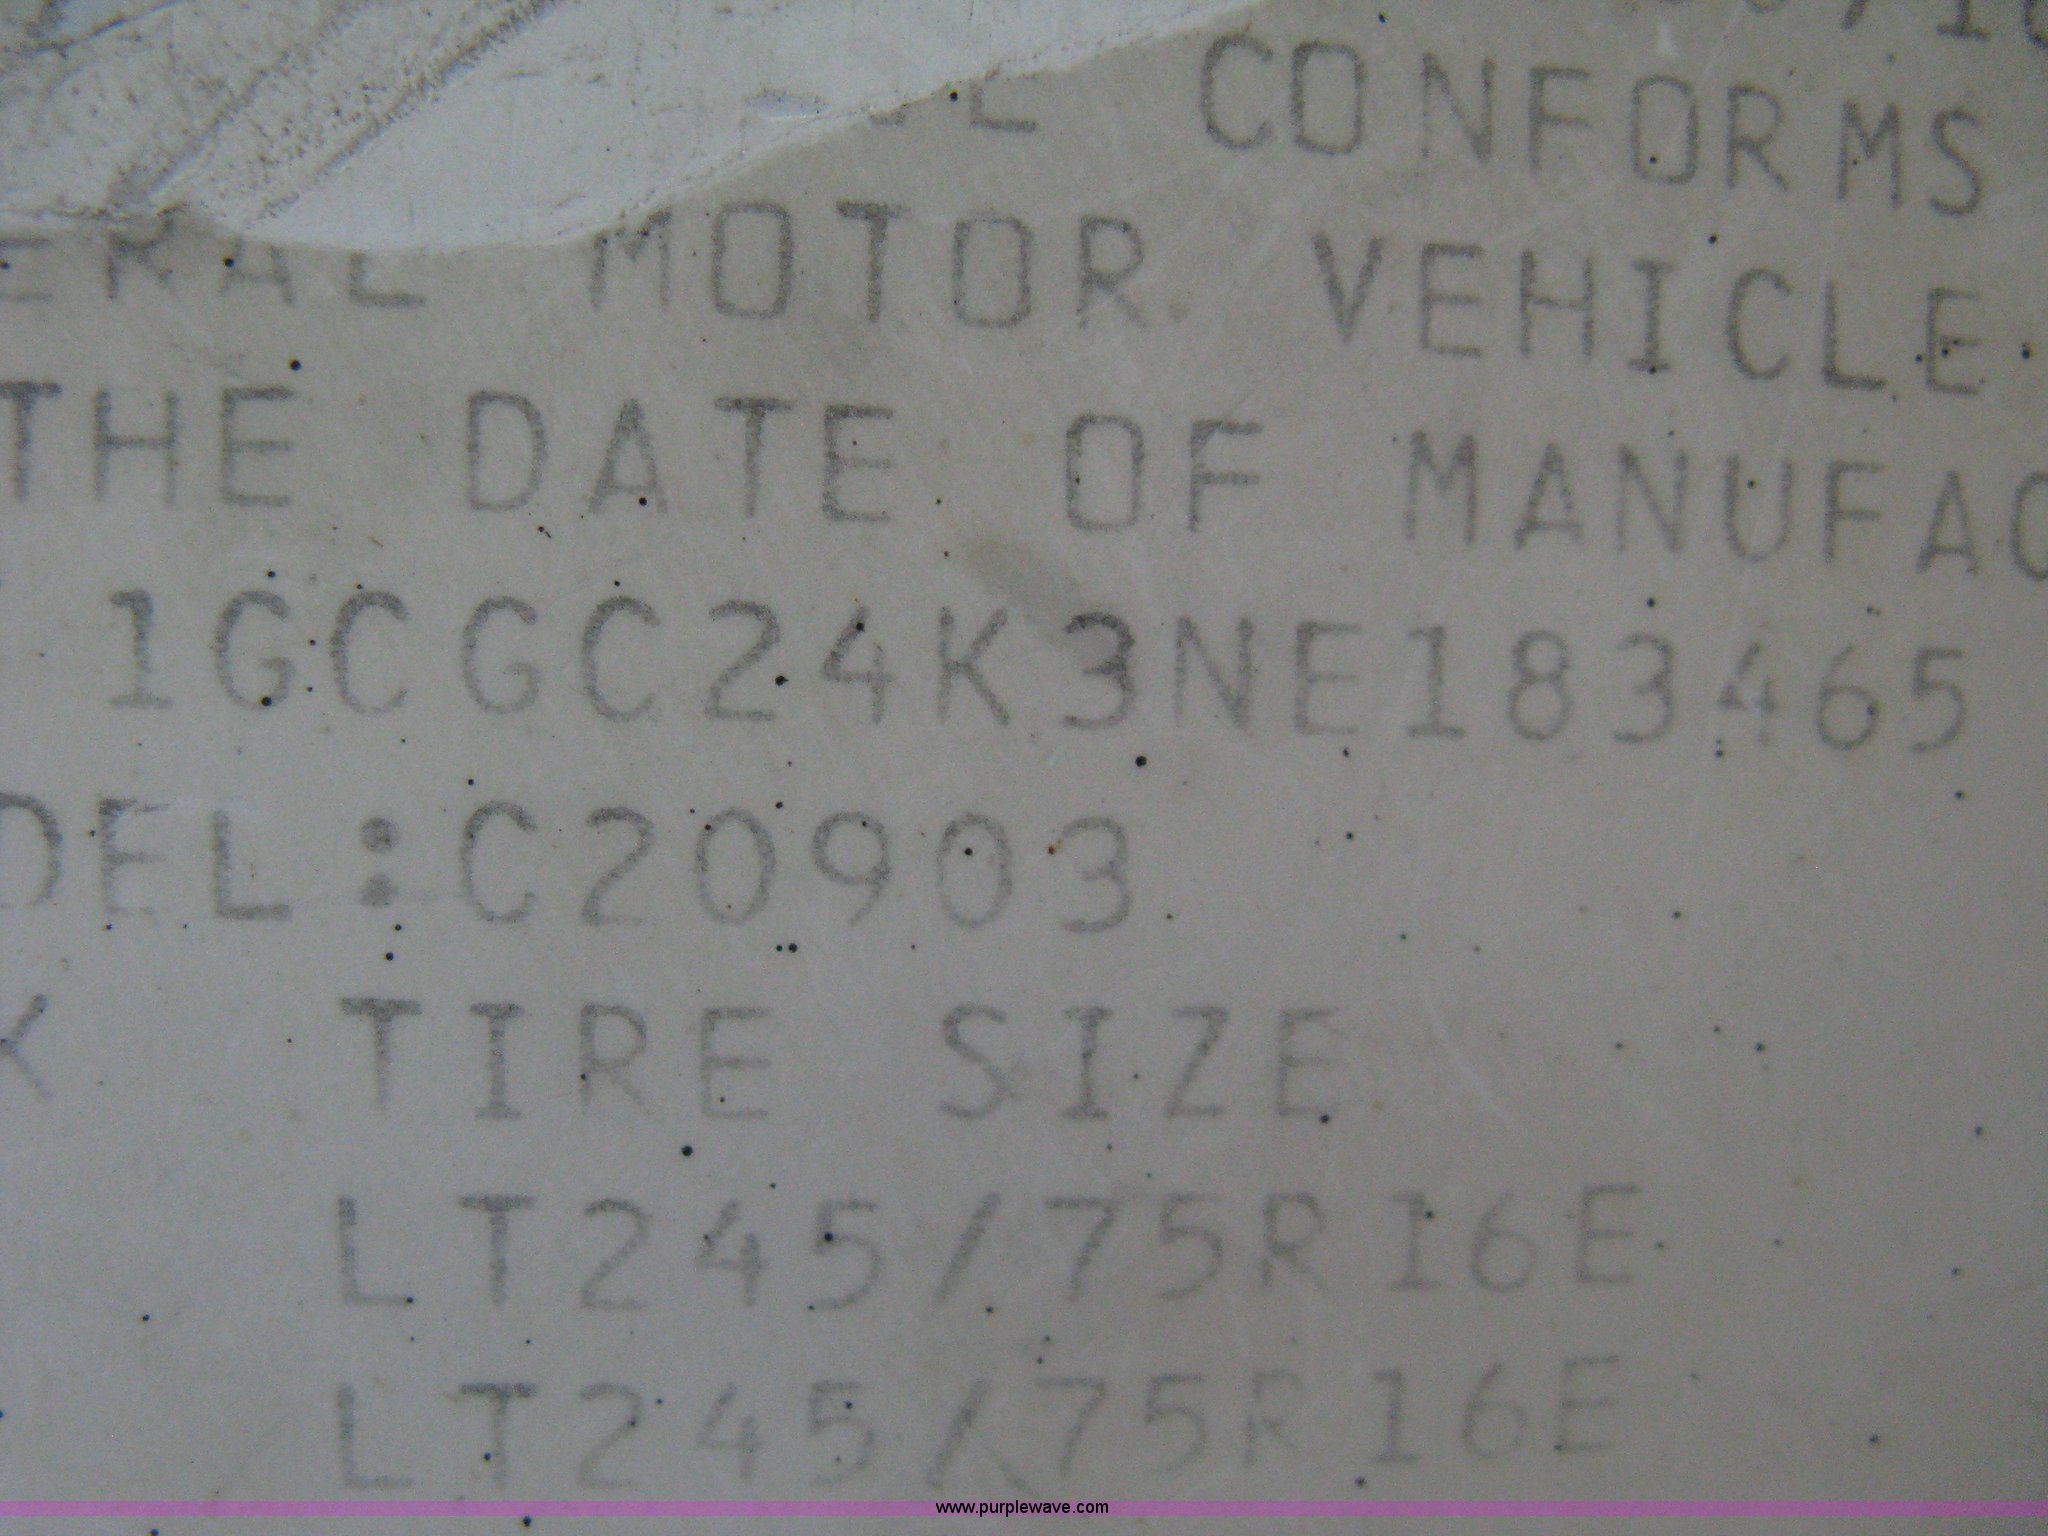 CONFORMS
ERAL MOTOR VEHICLE
THE DATE OF MANUFAC
1GCGC24K3NE183465
DEL:C20903
K TIRE SIZE
LT245/75R16E
LT245/75R16E
www.purplewave.com